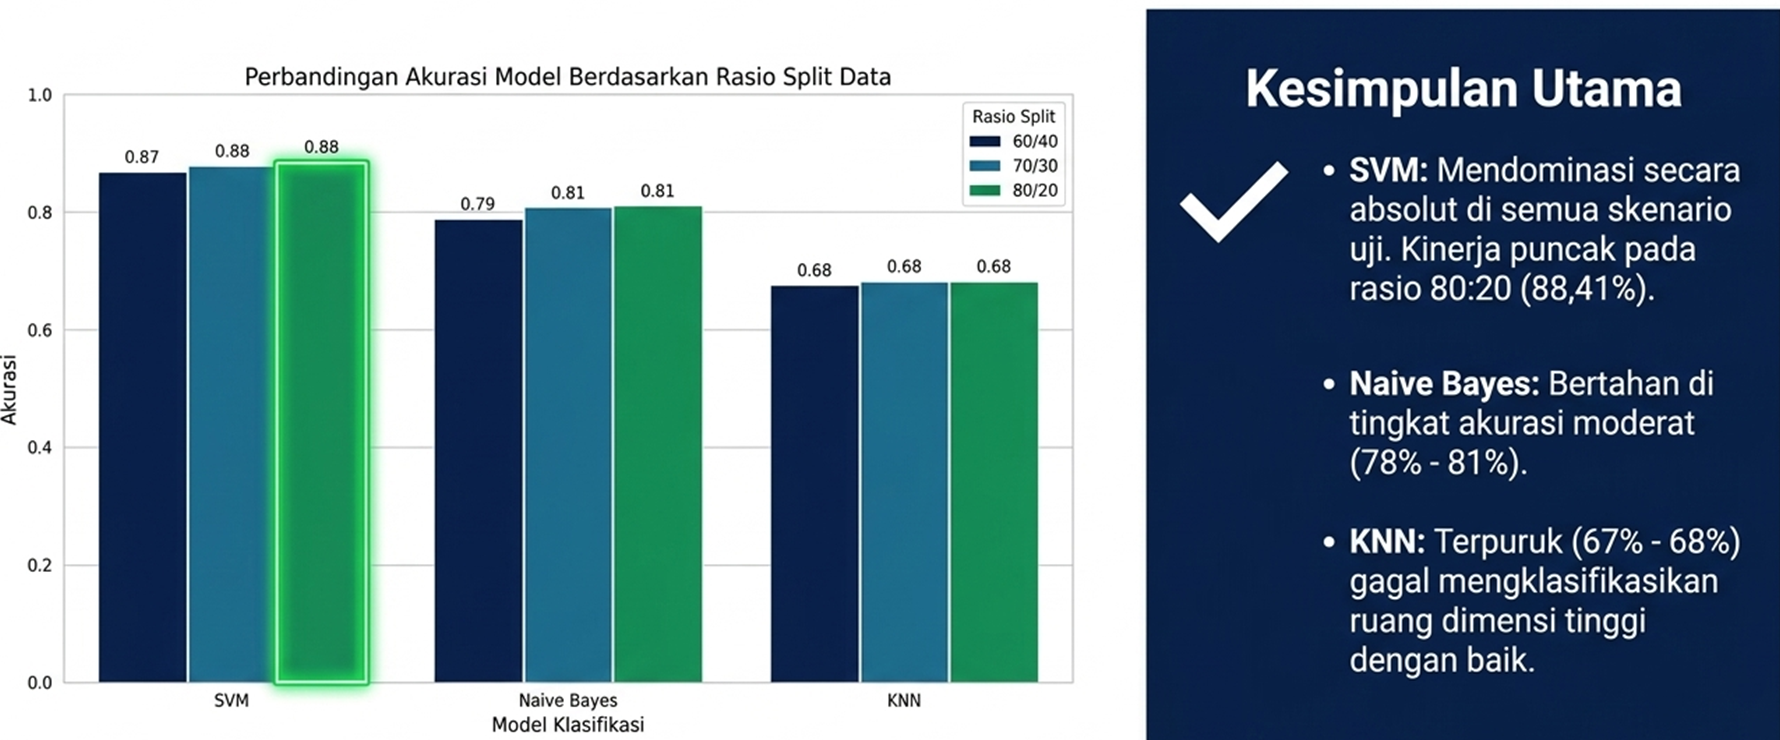 Perbandingan Akurasi Model Berdasarkan Rasio Split Data
1.0
0.8
0.6
0.4
0.2
0.0
Akurasi
0.87
0.88
0.88
0.79
0.81
0.81
0.68
0.68
0.68
Rasio Split
60/40
70/30
80/20
SVM
Naive Bayes
KNN
Model Klasifikasi
Kesimpulan Utama
• SVM: Mendominasi secara
absolut di semua skenario
uji. Kinerja puncak pada
rasio 80:20 (88,41%).
• Naive Bayes: Bertahan di
tingkat akurasi moderat
(78% - 81%).
• KNN: Terpuruk (67% - 68%)
gagal mengklasifikasikan
ruang dimensi tinggi
dengan baik.